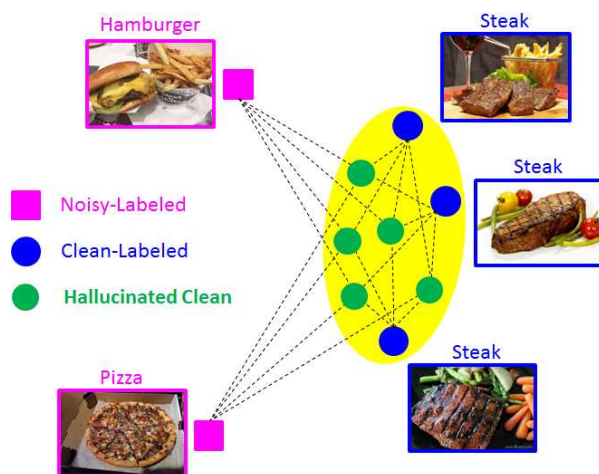 Hamburger
Steak
Steak
Noisy-Labeled
Clean-Labeled
Hallucinated Clean
Steak
Pizza